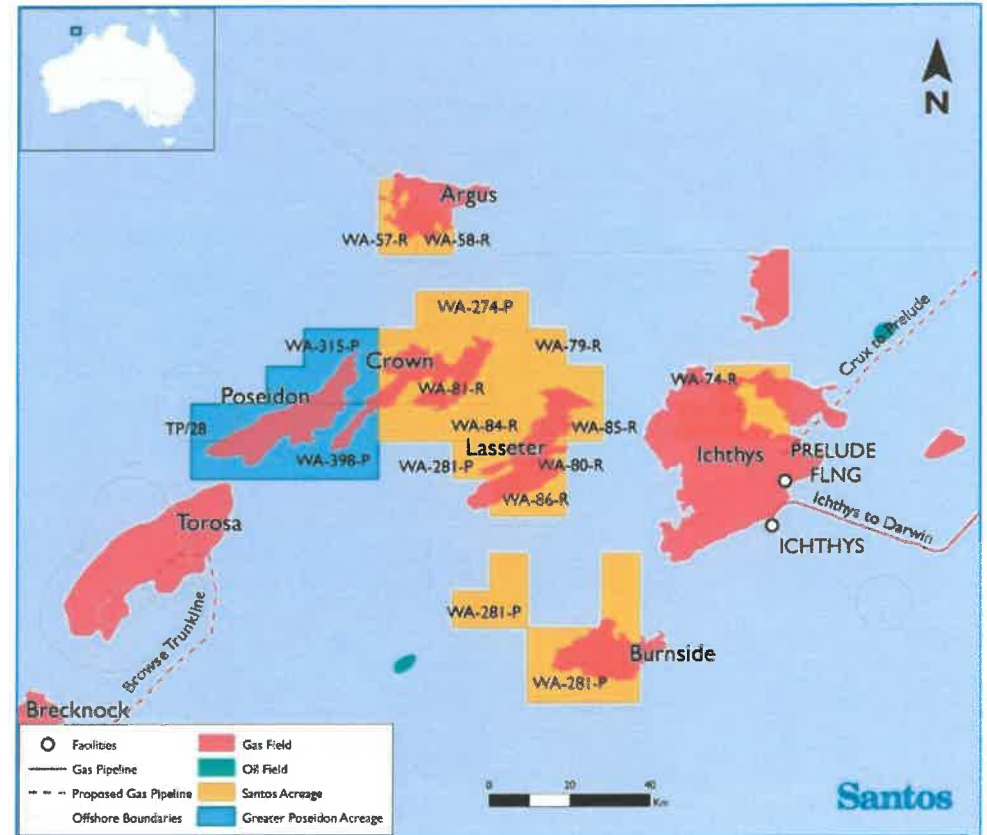 N
Argus
WA-57-R
WA-58-R
WA-274-P
WA-315-P
Crown
WA-79-R
Crux to Prelude
Poseidon
WA-81-R
WA-74-R
TP/28
WA-84-R
WA-85-R
WA-398-P
WA-281-P
Lasseter
WA-80-R
Ichthys
PRELUDE
FLNG
WA-86-R
Ichthys to Darwin
Torosa
ICHTHYS
WA-281-P
Browse Trunkline
Burnside
WA-281-P
Brecknock
Facilities
Gas Pipeline
Proposed Gas Pipeline
Offshore Boundaries
Gas Field
Oil Field
Santos Acreage
Greater Poseidon Acreage
0 20 40
Km
Santos